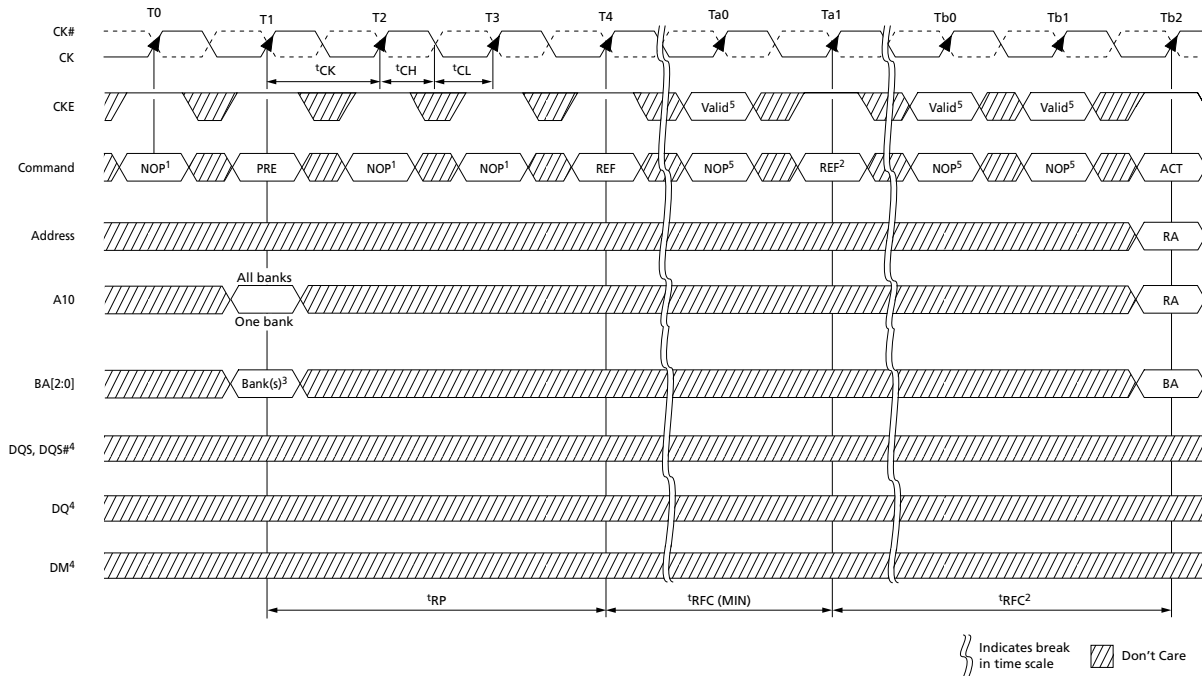 T0 T1 T2 T3 T4 Ta0 Ta1 Tb0 Tb1 Tb2
CK#
CK
tCK tCH tCL
CKE Valid5 Valid5 Valid5
Command NOP1 PRE NOP1 NOP1 REF NOP5 REF2 NOP5 NOP5 ACT
Address RA
All banks
A10 RA
One bank
BA[2:0] Bank(s)3 BA
DQS, DQS#4
DQ4
DM4
tRP tRFC (MIN) tRFC2
Indicates break
in time scale
Don't Care